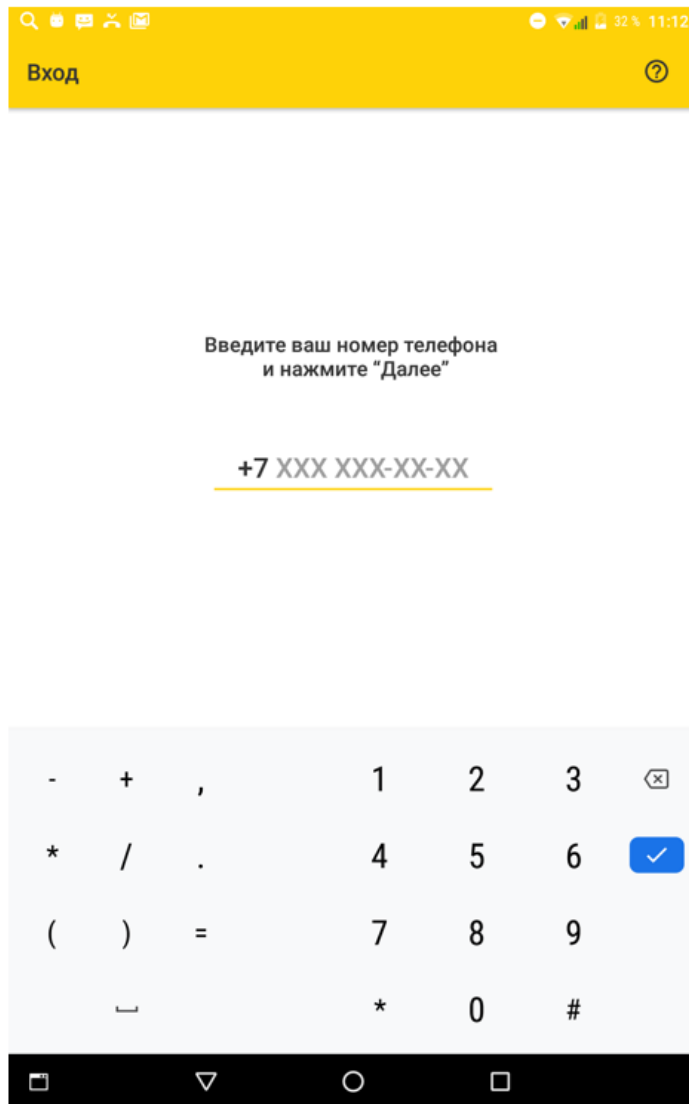 32 % 11:12
Вход
Введите ваш номер телефона
и нажмите “Далее”
+7 XXX XXX-XX-XX
- + , 1 2 3
* / . 4 5 6
( ) = 7 8 9
* 0 #